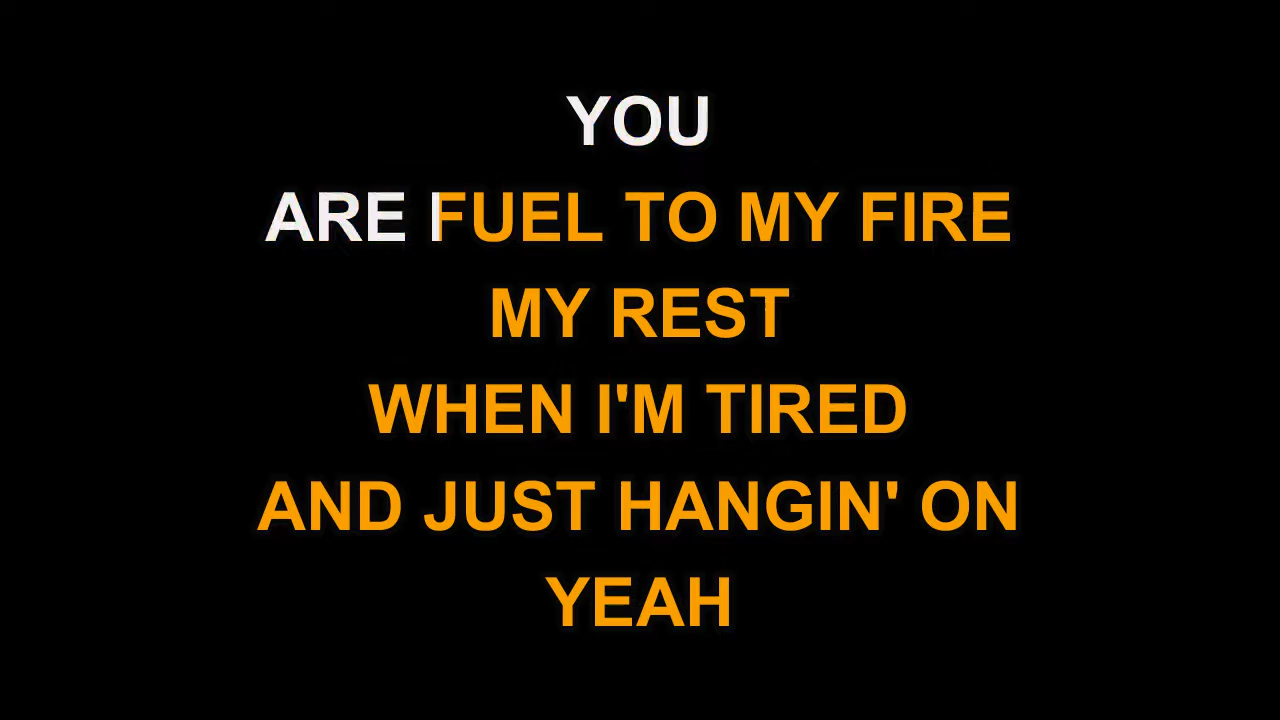 YOU
ARE FUEL TO MY FIRE
MY REST
WHEN I'M TIRED
AND JUST HANGIN' ON
YEAH